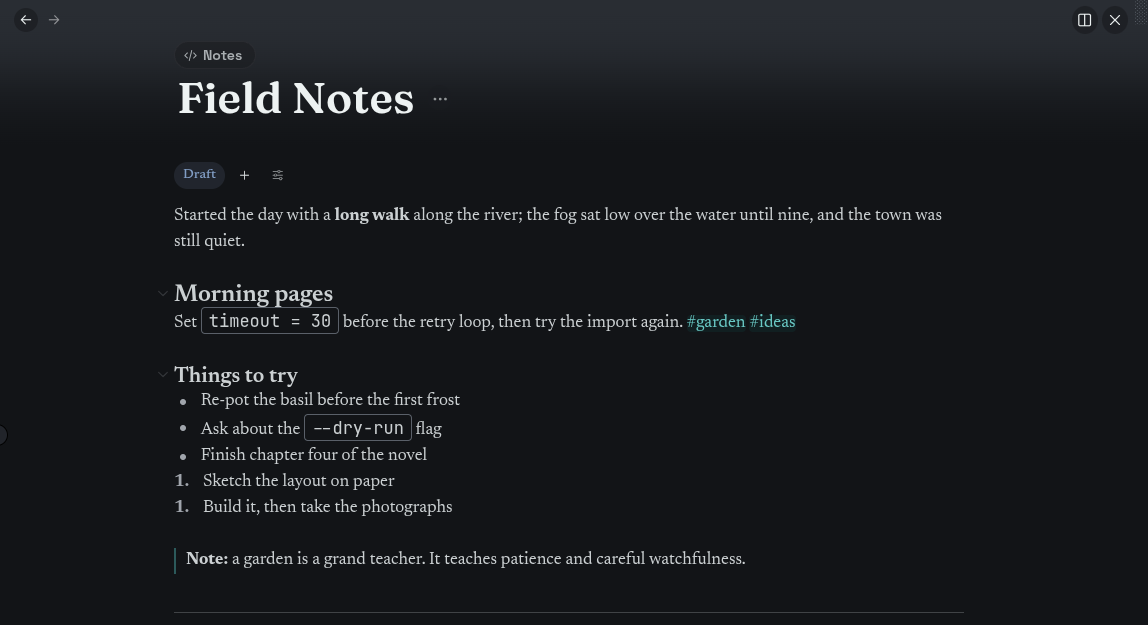 </> Notes
Field Notes ...
Draft
Started the day with a long walk along the river; the fog sat low over the water until nine, and the town was
still quiet.
Morning pages
Set timeout = 30 before the retry loop, then try the import again. #garden #ideas
Things to try
• Re-pot the basil before the first frost
• Ask about the --dry-run flag
• Finish chapter four of the novel
1. Sketch the layout on paper
1. Build it, then take the photographs
Note: a garden is a grand teacher. It teaches patience and careful watchfulness.